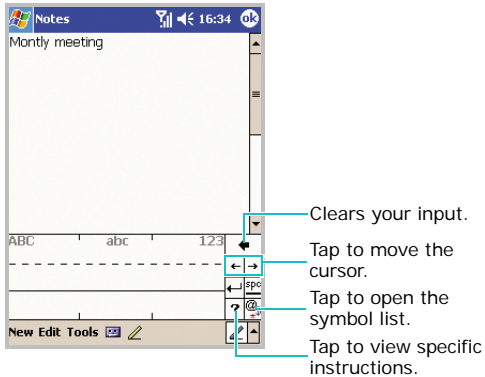 Notes 16:34 ok
Montly meeting
Clears your input.
ABC abc 123
Tap to move the
cursor.
spc
Tap to open the
symbol list.
? @
New Edit Tools
Tap to view specific
instructions.